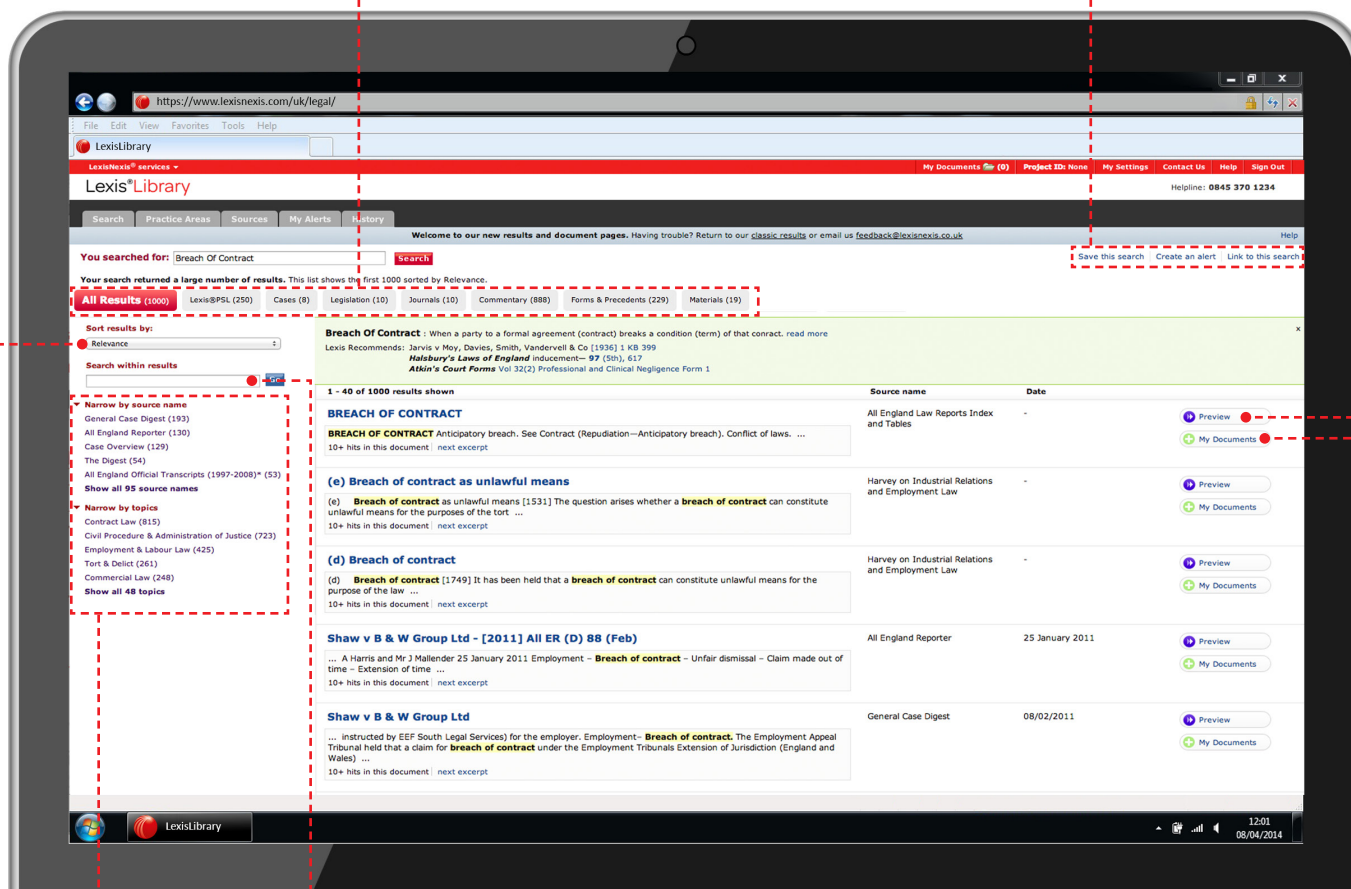 https://www.lexisnexis.com/uk/legal/
File Edit View Favorites Tools Help
LexisLibrary
LexisNexis® services
My Documents (0) Project ID: None My Settings Contact Us Help Sign Out
Lexis®Library
Helpline: 0845 370 1234
Search Practice Areas Sources My Alerts History
Welcome to our new results and document pages. Having trouble? Return to our classic results or email us feedback@lexisnexis.co.uk
Help
You searched for: Breach Of Contract Search
Save this search Create an alert Link to this search
Your search returned a large number of results. This list shows the first 1000 sorted by Relevance.
All Results (1000) Lexis®PSL (250) Cases (8) Legislation (10) Journals (10) Commentary (888) Forms & Precedents (229) Materials (19)
Sort results by:
Relevance
Search within results
Go
Narrow by source name
General Case Digest (193)
All England Reporter (130)
Case Overview (129)
The Digest (54)
All England Official Transcripts (1997-2008)* (53)
Show all 95 source names
Narrow by topics
Contract Law (815)
Civil Procedure & Administration of Justice (723)
Employment & Labour Law (425)
Tort & Delict (261)
Commercial Law (248)
Show all 48 topics
Breach Of Contract : When a party to a formal agreement (contract) breaks a condition (term) of that conract. read more
x
Lexis Recommends: Jarvis v Moy, Davies, Smith, Vandervell & Co [1936] 1 KB 399
Halsbury's Laws of England inducement— 97 (5th), 617
Atkin's Court Forms Vol 32(2) Professional and Clinical Negligence Form 1
1 - 40 of 1000 results shown
Source name
Date
BREACH OF CONTRACT
BREACH OF CONTRACT Anticipatory breach. See Contract (Repudiation—Anticipatory breach). Conflict of laws. ...
10+ hits in this document next excerpt
All England Law Reports Index
and Tables
-
Preview
My Documents
(e) Breach of contract as unlawful means
(e) Breach of contract as unlawful means [1531] The question arises whether a breach of contract can constitute
unlawful means for the purposes of the tort ...
10+ hits in this document next excerpt
Harvey on Industrial Relations
and Employment Law
-
Preview
My Documents
(d) Breach of contract
(d) Breach of contract [1749] It has been held that a breach of contract can constitute unlawful means for the
purpose of the law ...
10+ hits in this document next excerpt
Harvey on Industrial Relations
and Employment Law
-
Preview
My Documents
Shaw v B & W Group Ltd - [2011] All ER (D) 88 (Feb)
... A Harris and Mr J Mallender 25 January 2011 Employment – Breach of contract – Unfair dismissal – Claim made out of
time – Extension of time ...
10+ hits in this document next excerpt
All England Reporter
25 January 2011
Preview
My Documents
Shaw v B & W Group Ltd
... instructed by EEF South Legal Services) for the employer. Employment– Breach of contract. The Employment Appeal
Tribunal held that a claim for breach of contract under the Employment Tribunals Extension of Jurisdiction (England and
Wales) ...
10+ hits in this document next excerpt
General Case Digest
08/02/2011
Preview
My Documents
LexisLibrary
12:01
08/04/2014